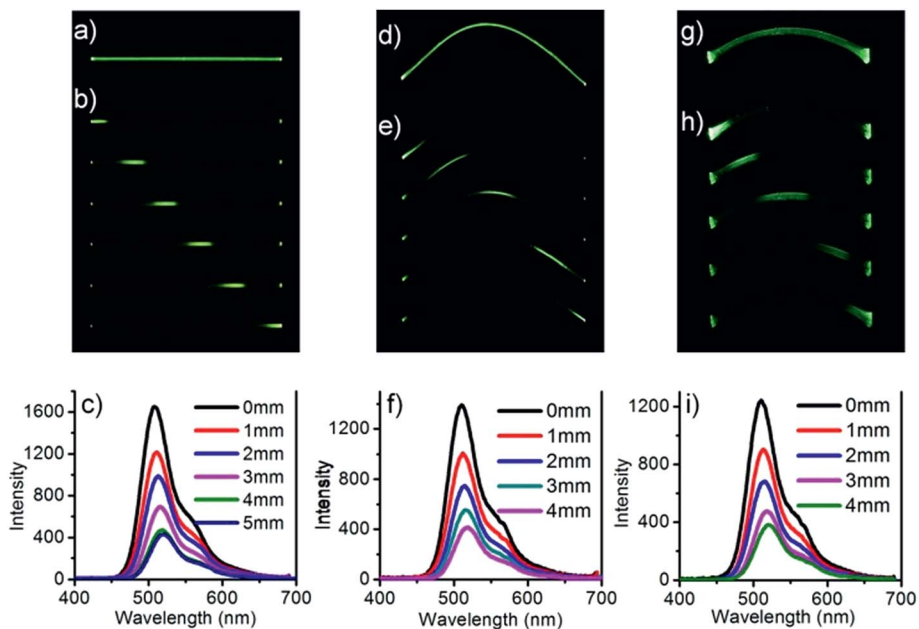 a)
b)
d)
e)
g)
h)
c)
1600
1200
800
400
0
Intensity
0mm
1mm
2mm
3mm
4mm
5mm
400 500 600 700
Wavelength (nm)
f)
1200
800
400
0
Intensity
0mm
1mm
2mm
3mm
4mm
400 500 600 700
Wavelength (nm)
i)
1200
800
400
0
Intensity
0mm
1mm
2mm
3mm
4mm
400 500 600 700
Wavelength (nm)